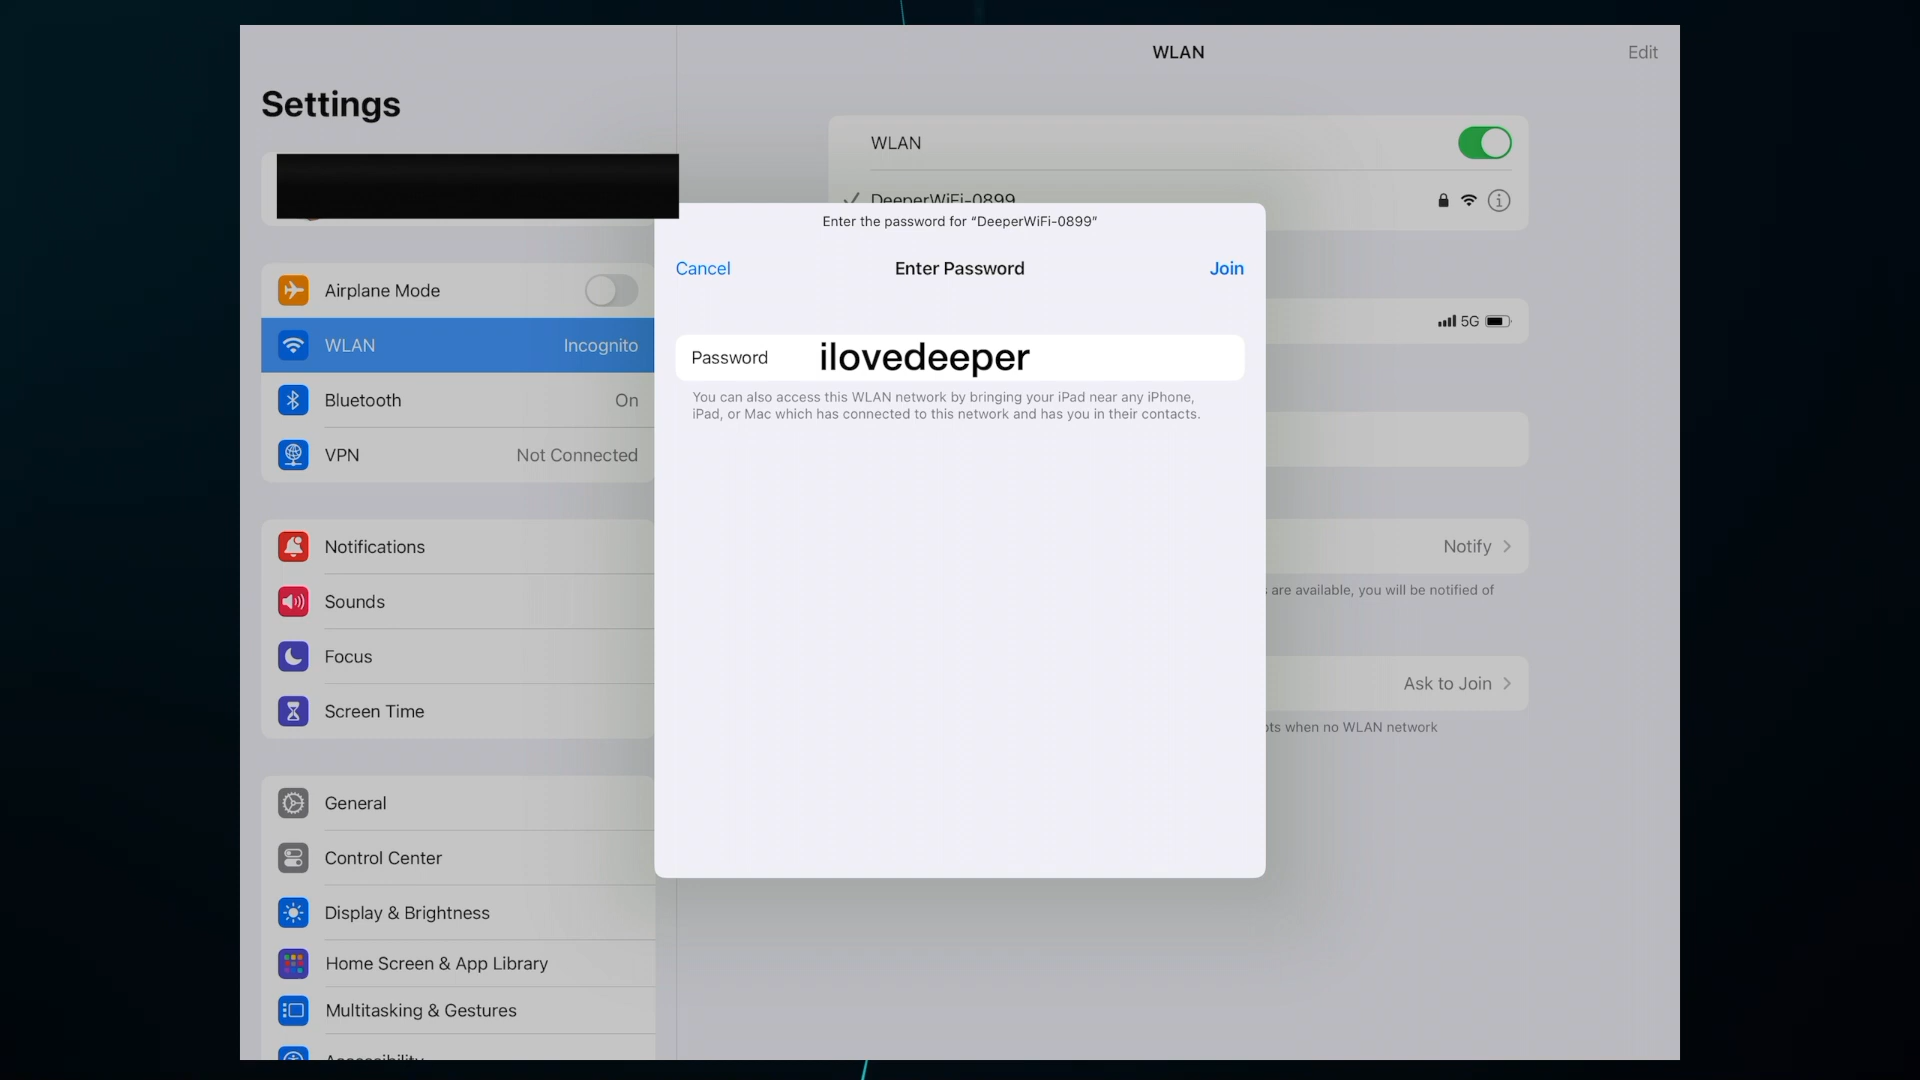 WLAN
Edit
Settings
WLAN
DeeperWiFi-0899
Enter the password for “DeeperWiFi-0899”
Cancel
Enter Password
Join
Airplane Mode
5G
WLAN
Incognito
Password
ilovedeeper
You can also access this WLAN network by bringing your iPad near any iPhone,
iPad, or Mac which has connected to this network and has you in their contacts.
Bluetooth
On
VPN
Not Connected
Notifications
Notify
are available, you will be notified of
Sounds
Focus
Ask to Join
Screen Time
when no WLAN network
General
Control Center
Display & Brightness
Home Screen & App Library
Multitasking & Gestures
Accessibility